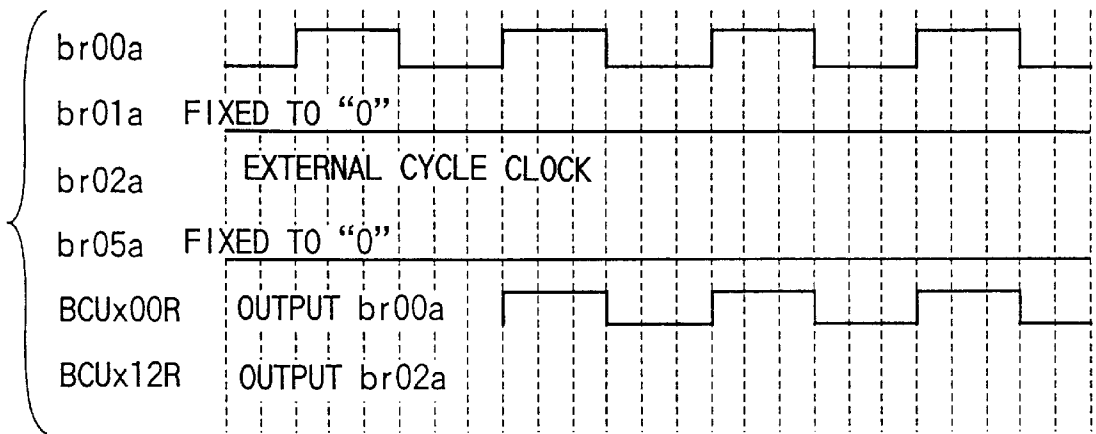 br00a
br01a FIXED TO “0”
br02a EXTERNAL CYCLE CLOCK
br05a FIXED TO “0”
BCUx00R OUTPUT br00a
BCUx12R OUTPUT br02a